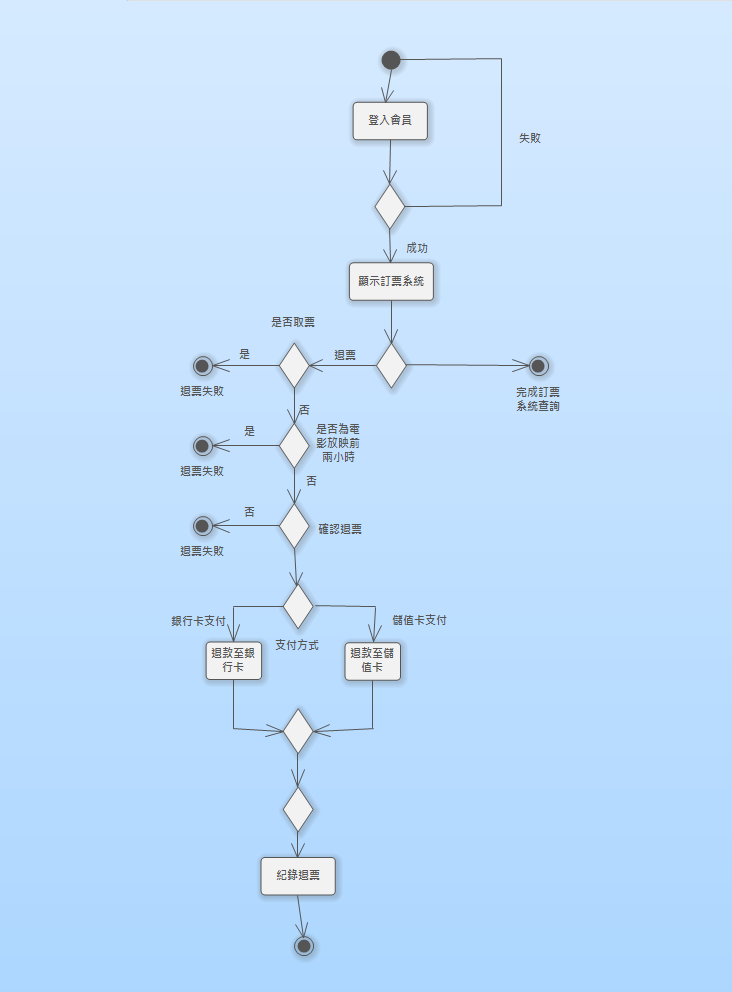 登入會員
失敗
成功
顯示訂票系統
是否取票
是
退票
退票失敗
完成訂票
系統查詢
否
是
是否為電
影放映前
兩小時
退票失敗
否
否
確認退票
退票失敗
銀行卡支付
儲值卡支付
支付方式
退款至銀
行卡
退款至儲
值卡
紀錄退票